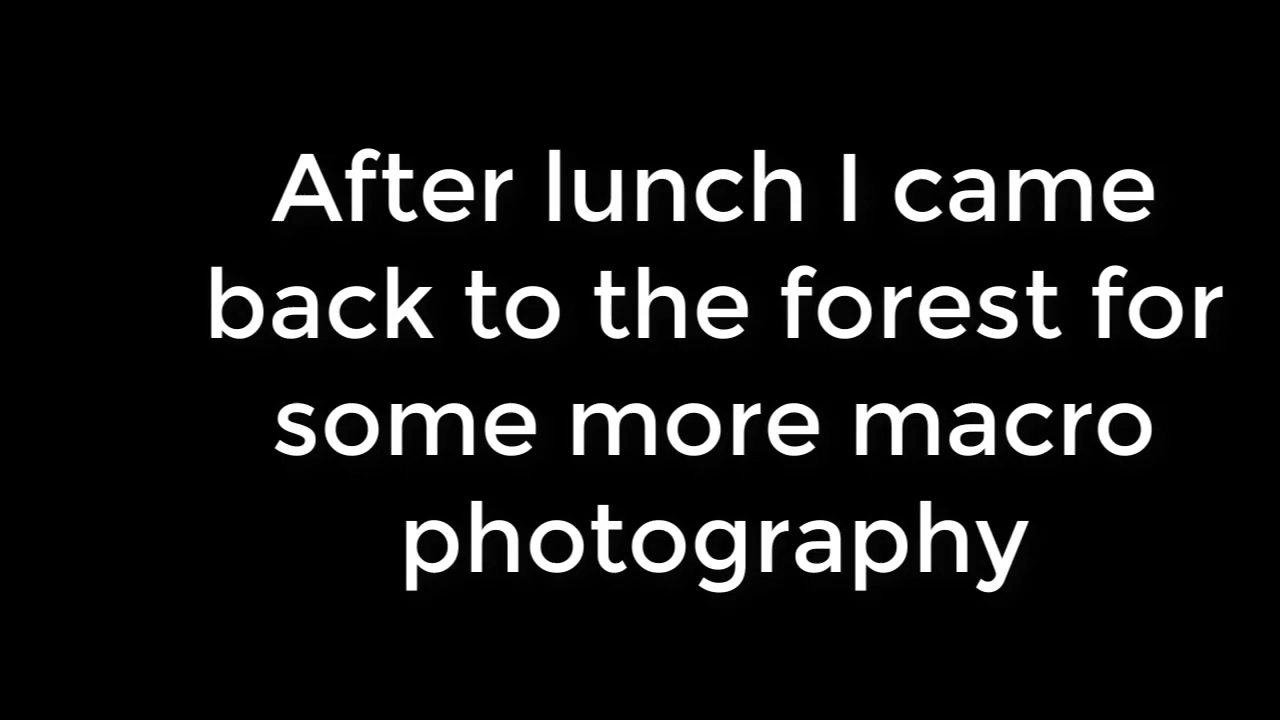 After lunch I came
back to the forest for
some more macro
photography